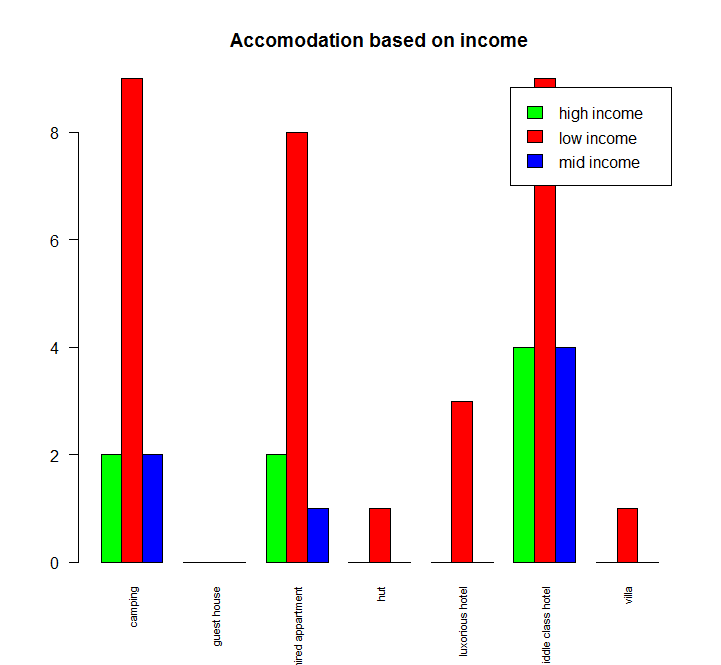 Accomodation based on income
high income
low income
mid income
8
6
4
2
0
camping
guest house
hired appartment
hut
luxorious hotel
iddle class hotel
villa